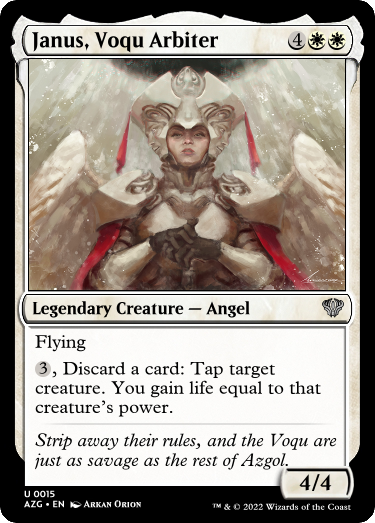 Janus, Voqu Arbiter 4
Legendary Creature — Angel
Flying
3, Discard a card: Tap target
creature. You gain life equal to that
creature's power.
Strip away their rules, and the Voqu are
just as savage as the rest of Azgol.
4/4
U 0015
AZG • EN Arkan Orion
™ & © 2022 Wizards of the Coast